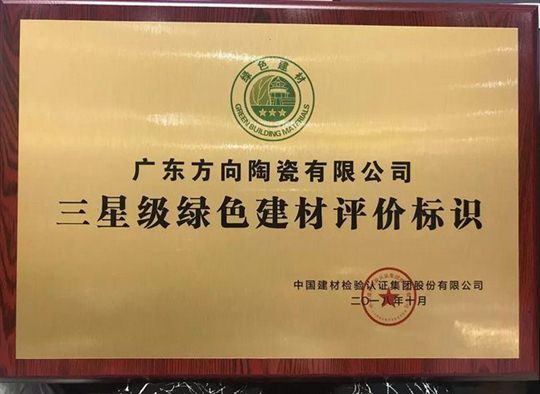 绿色建材
GREEN BUILDING MATERIALS
广东方向陶瓷有限公司
三星级绿色建材评价标识
中国建材检验认证集团股份有限公司
二〇一八年十月